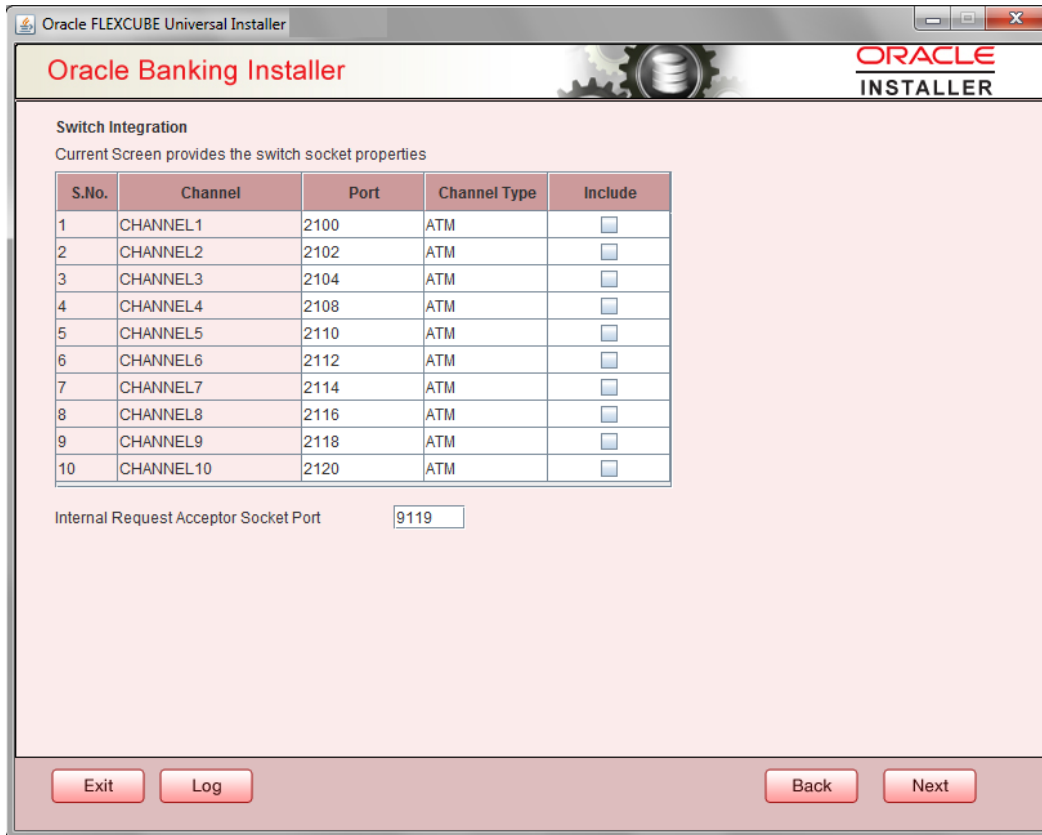 Oracle FLEXCUBE Universal Installer
Oracle Banking Installer
ORACLE
INSTALLER
Switch Integration
Current Screen provides the switch socket properties
S.No. Channel Port Channel Type Include
1 CHANNEL1 2100 ATM
2 CHANNEL2 2102 ATM
3 CHANNEL3 2104 ATM
4 CHANNEL4 2108 ATM
5 CHANNEL5 2110 ATM
6 CHANNEL6 2112 ATM
7 CHANNEL7 2114 ATM
8 CHANNEL8 2116 ATM
9 CHANNEL9 2118 ATM
10 CHANNEL10 2120 ATM
Internal Request Acceptor Socket Port 9119
Exit Log Back Next